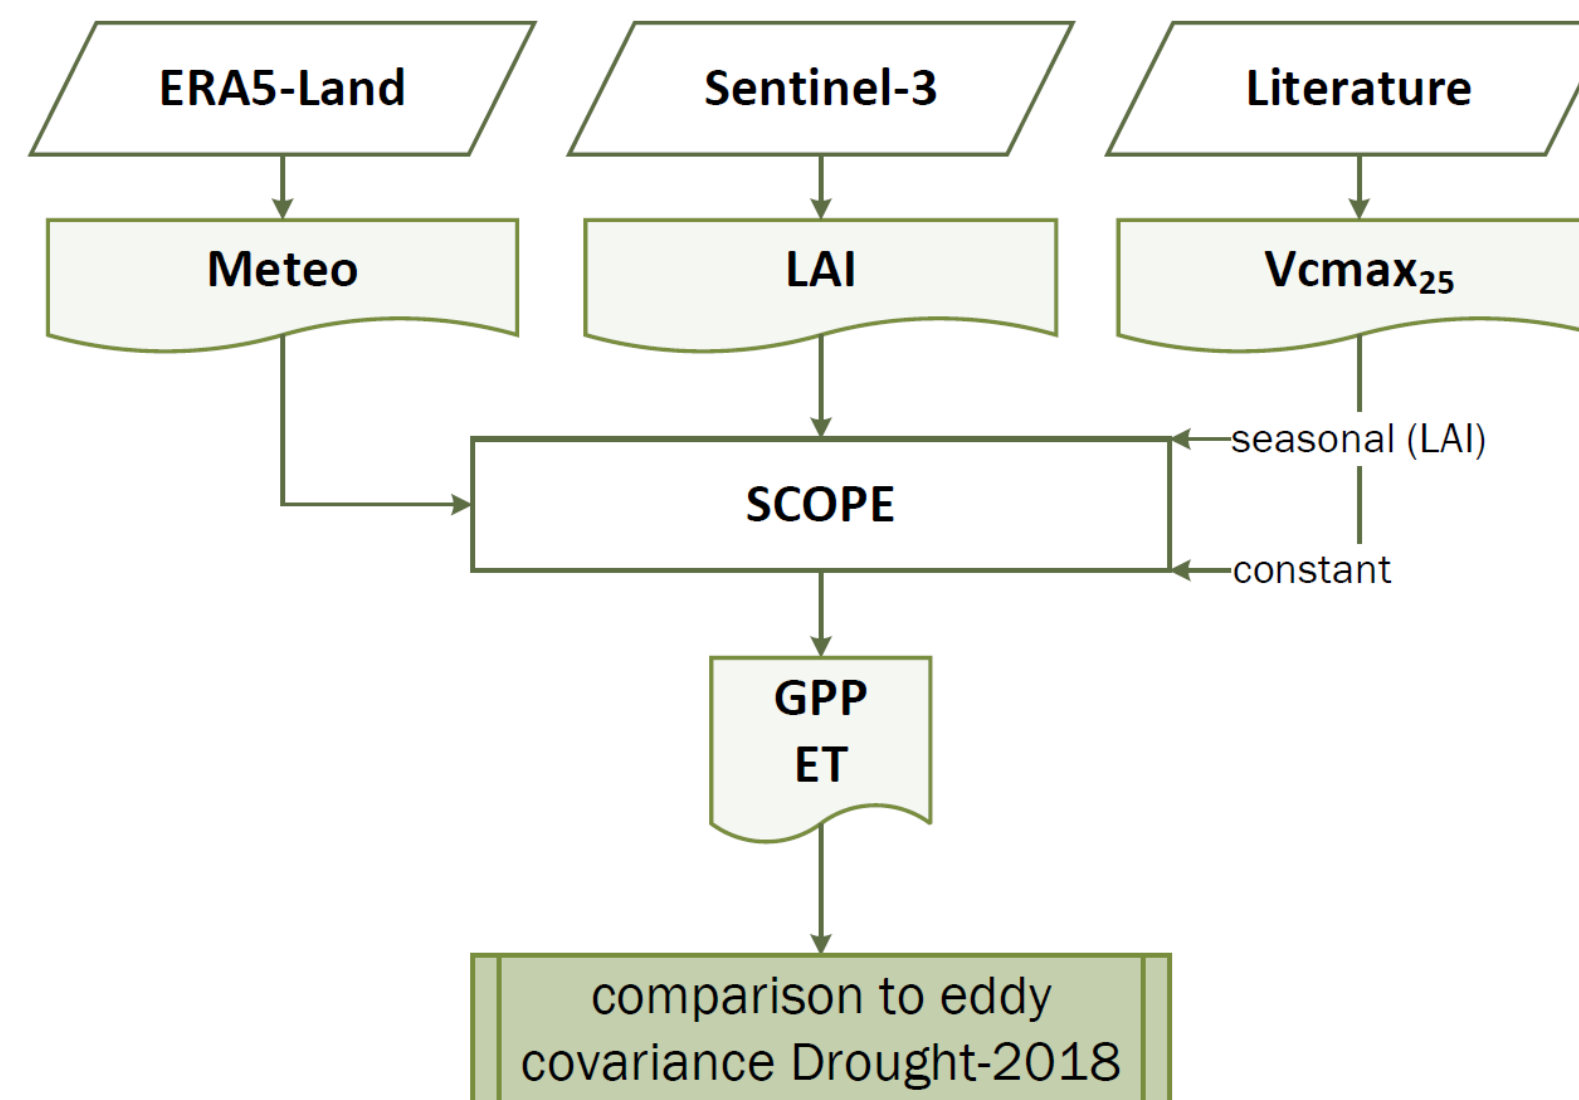 ERA5-Land
Sentinel-3
Literature
Meteo
LAI
Vcmax₂₅
seasonal (LAI)
SCOPE
constant
GPP
ET
comparison to eddy
covariance Drought-2018